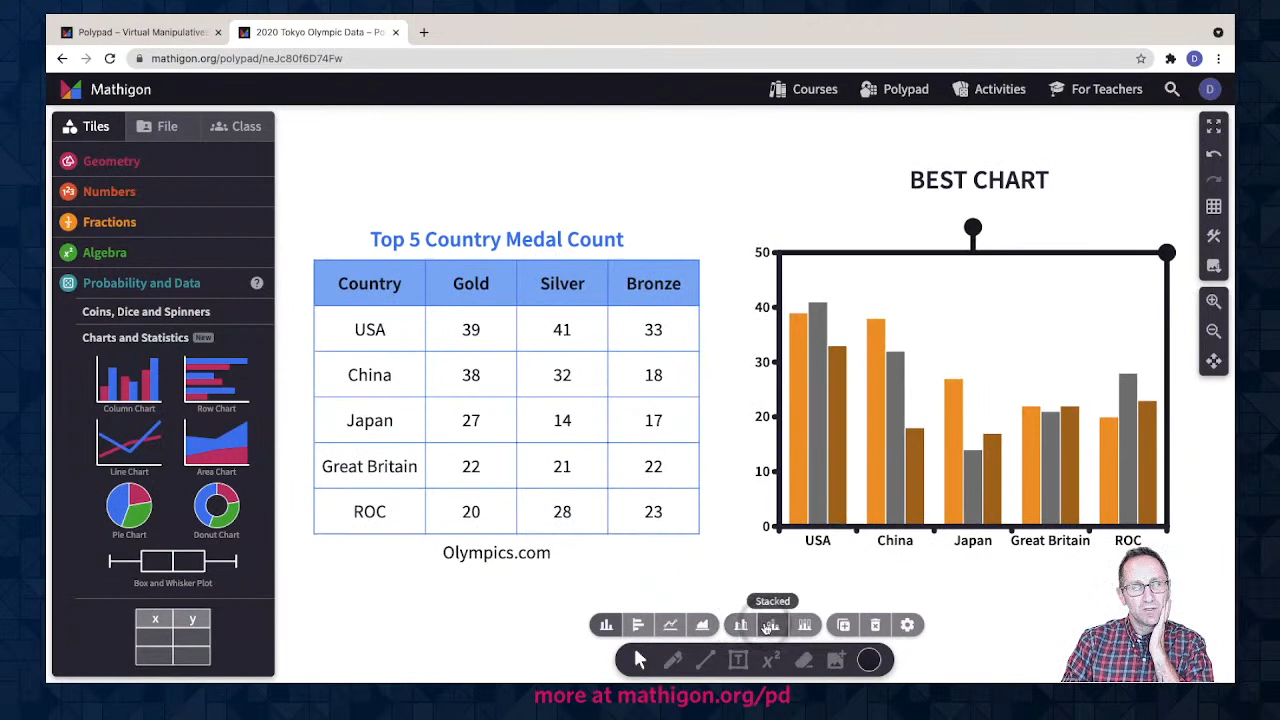 Polypad – Virtual Manipulatives
2020 Tokyo Olympic Data – Po
mathigon.org/polypad/neJc80f6D74Fw
D
Mathigon
Courses
Polypad
Activities
For Teachers
D
Tiles
File
Class
Geometry
Numbers
Fractions
Algebra
Probability and Data
Coins, Dice and Spinners
Charts and Statistics New
Column Chart
Row Chart
Line Chart
Area Chart
Pie Chart
Donut Chart
Box and Whisker Plot
x y
Top 5 Country Medal Count
Country Gold Silver Bronze
USA 39 41 33
China 38 32 18
Japan 27 14 17
Great Britain 22 21 22
ROC 20 28 23
Olympics.com
BEST CHART
50
40
30
20
10
0
USA China Japan Great Britain ROC
Stacked
more at mathigon.org/pd